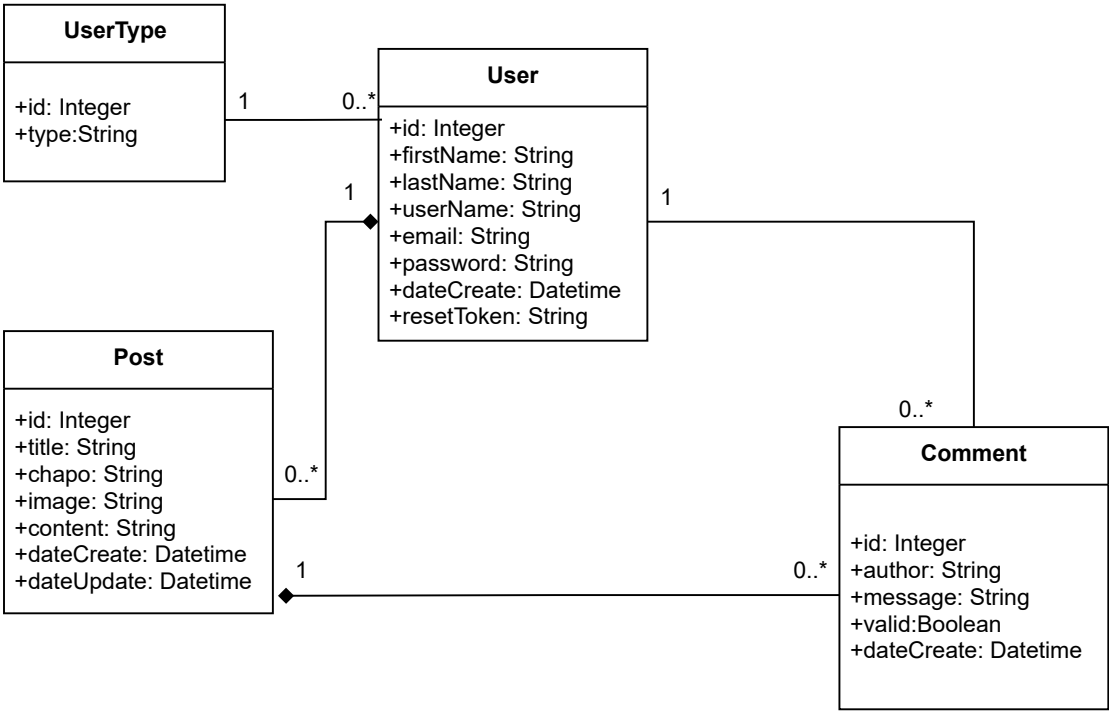 UserType
+id: Integer
+type:String
1
0..*
User
+id: Integer
+firstName: String
+lastName: String
+userName: String
+email: String
+password: String
+dateCreate: Datetime
+resetToken: String
1
1
Post
+id: Integer
+title: String
+chapo: String
+image: String
+content: String
+dateCreate: Datetime
+dateUpdate: Datetime
0..*
1
0..*
0..*
Comment
+id: Integer
+author: String
+message: String
+valid:Boolean
+dateCreate: Datetime